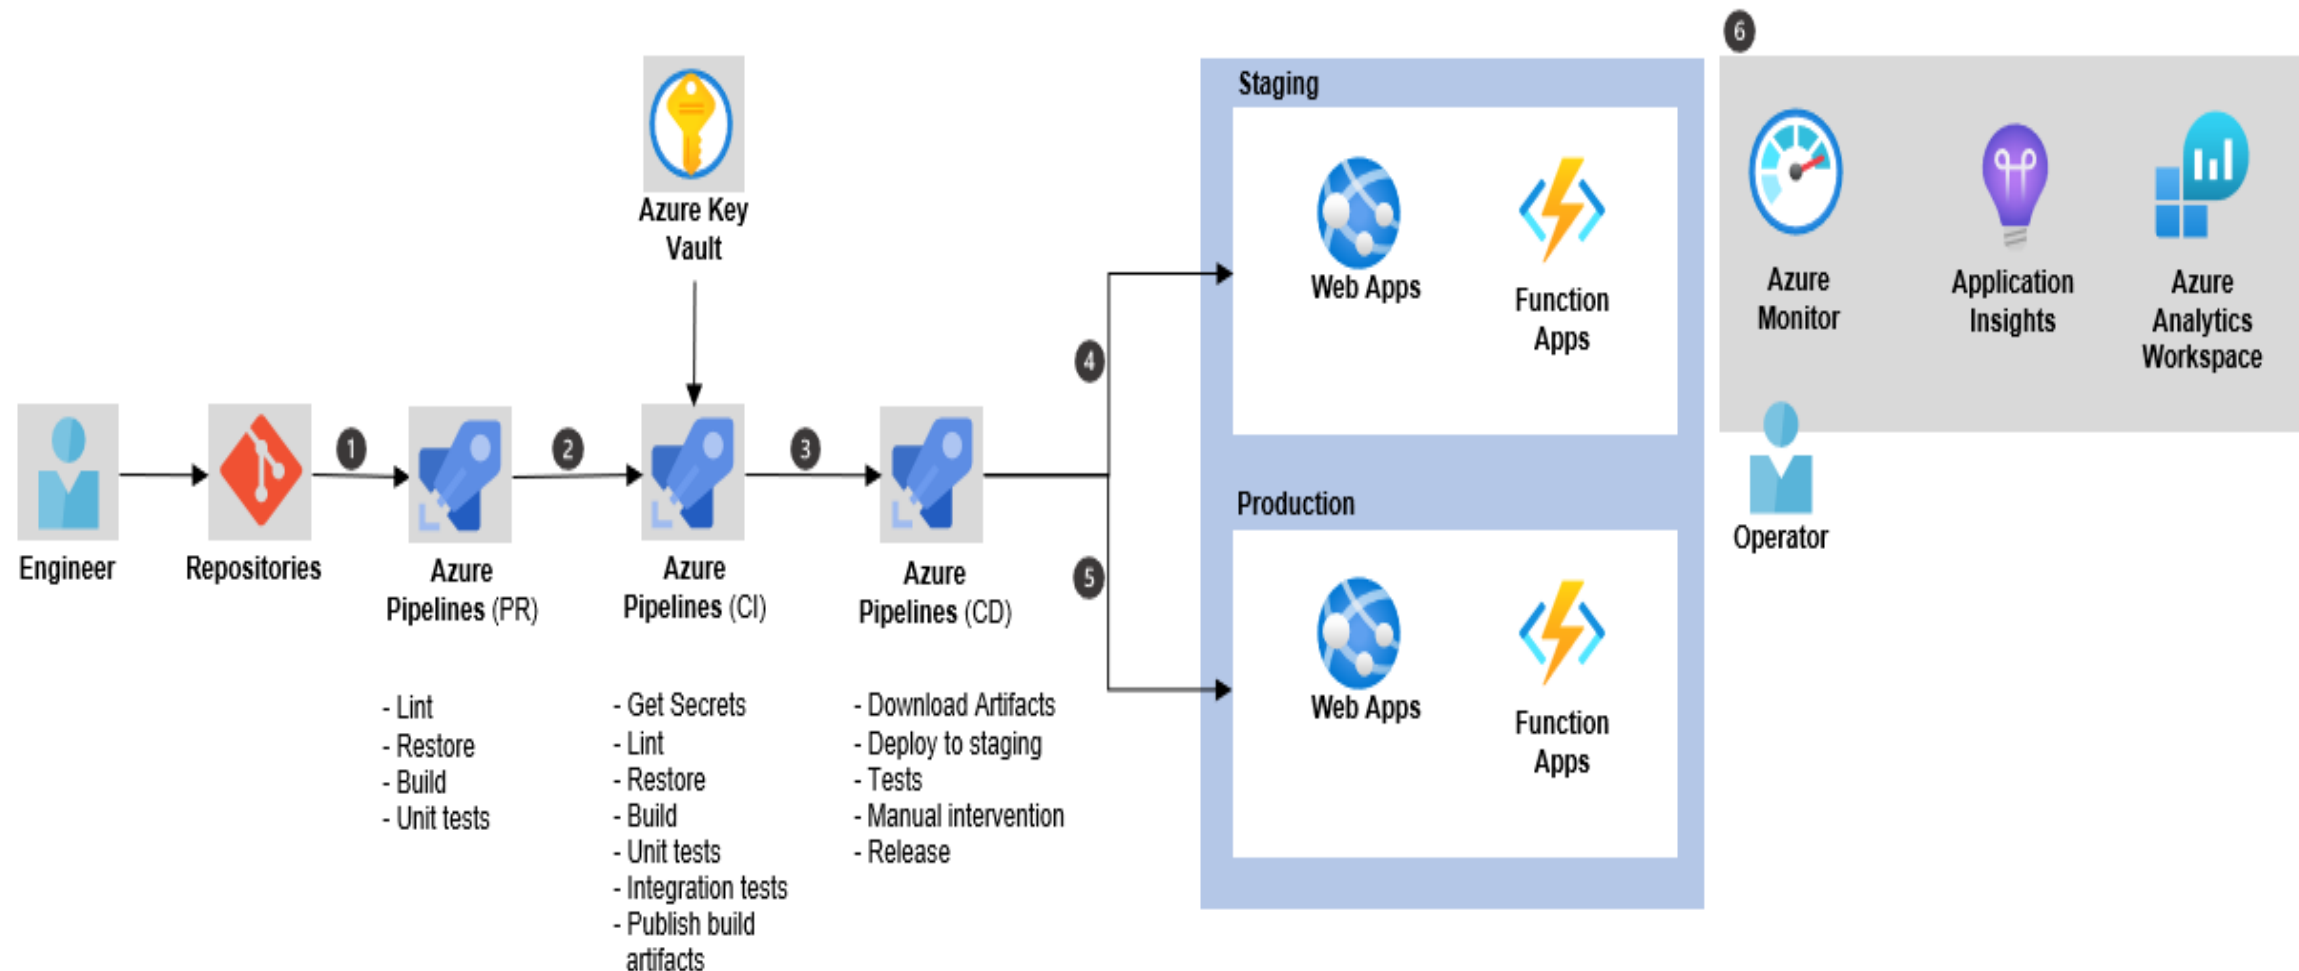 6
Staging
Azure Key
Vault
Web Apps
Function
Apps
Azure
Monitor
Application
Insights
Azure
Analytics
Workspace
4
1
2
3
Engineer
Repositories
Azure
Pipelines (PR)
Azure
Pipelines (CI)
Azure
Pipelines (CD)
5
Production
Web Apps
Function
Apps
Operator
- Lint
- Restore
- Build
- Unit tests
- Get Secrets
- Lint
- Restore
- Build
- Unit tests
- Integration tests
- Publish build
artifacts
- Download Artifacts
- Deploy to staging
- Tests
- Manual intervention
- Release